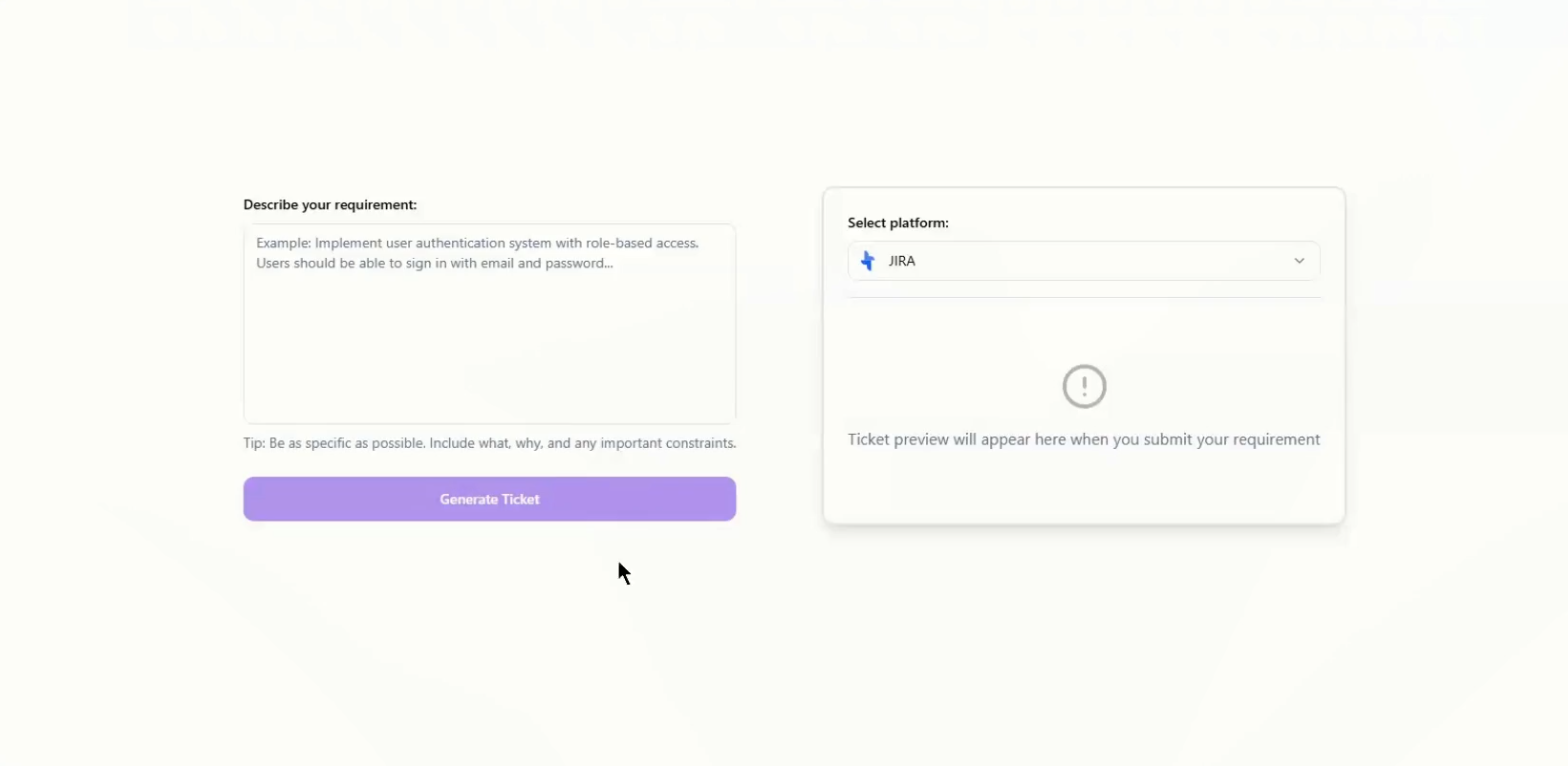 Describe your requirement:
Example: Implement user authentication system with role-based access.
Users should be able to sign in with email and password...
Tip: Be as specific as possible. Include what, why, and any important constraints.
Generate Ticket
Select platform:
JIRA
Ticket preview will appear here when you submit your requirement